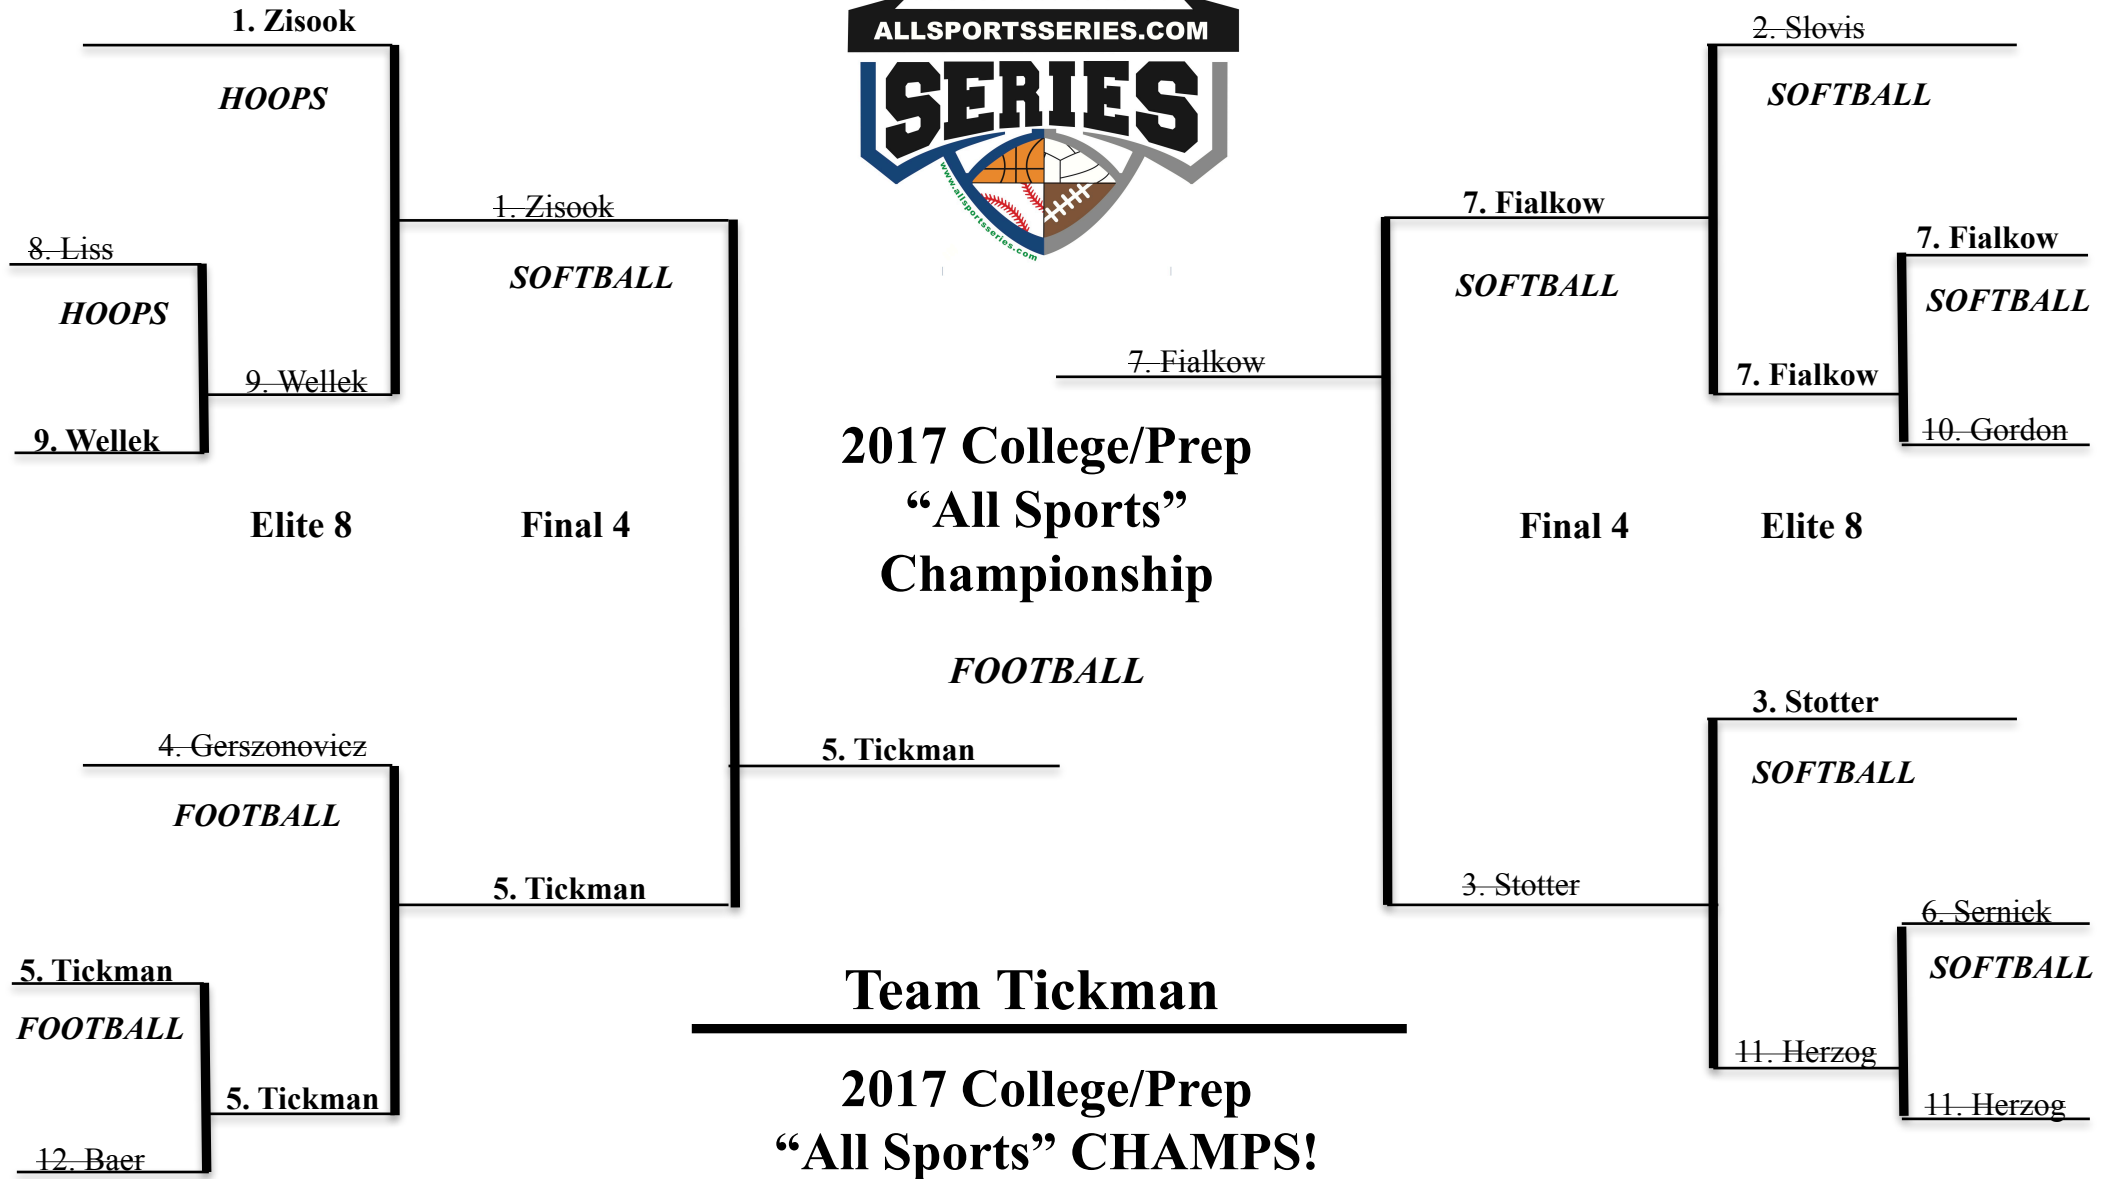 1. Zisook
HOOPS
8. Liss
HOOPS
9. Wellek
9. Wellek
1. Zisook
SOFTBALL
Elite 8
Final 4
4. Gerszonovicz
FOOTBALL
5. Tickman
5. Tickman
FOOTBALL
5. Tickman
12. Baer
ALLSPORTSSERIES.COM
SERIES
www.allsportsseries.com
7. Fialkow
2017 College/Prep
“All Sports”
Championship
FOOTBALL
5. Tickman
Team Tickman
2017 College/Prep
“All Sports” CHAMPS!
2. Slovis
SOFTBALL
7. Fialkow
SOFTBALL
7. Fialkow
SOFTBALL
7. Fialkow
10. Gordon
Final 4
Elite 8
3. Stotter
SOFTBALL
3. Stotter
6. Sernick
SOFTBALL
11. Herzog
11. Herzog